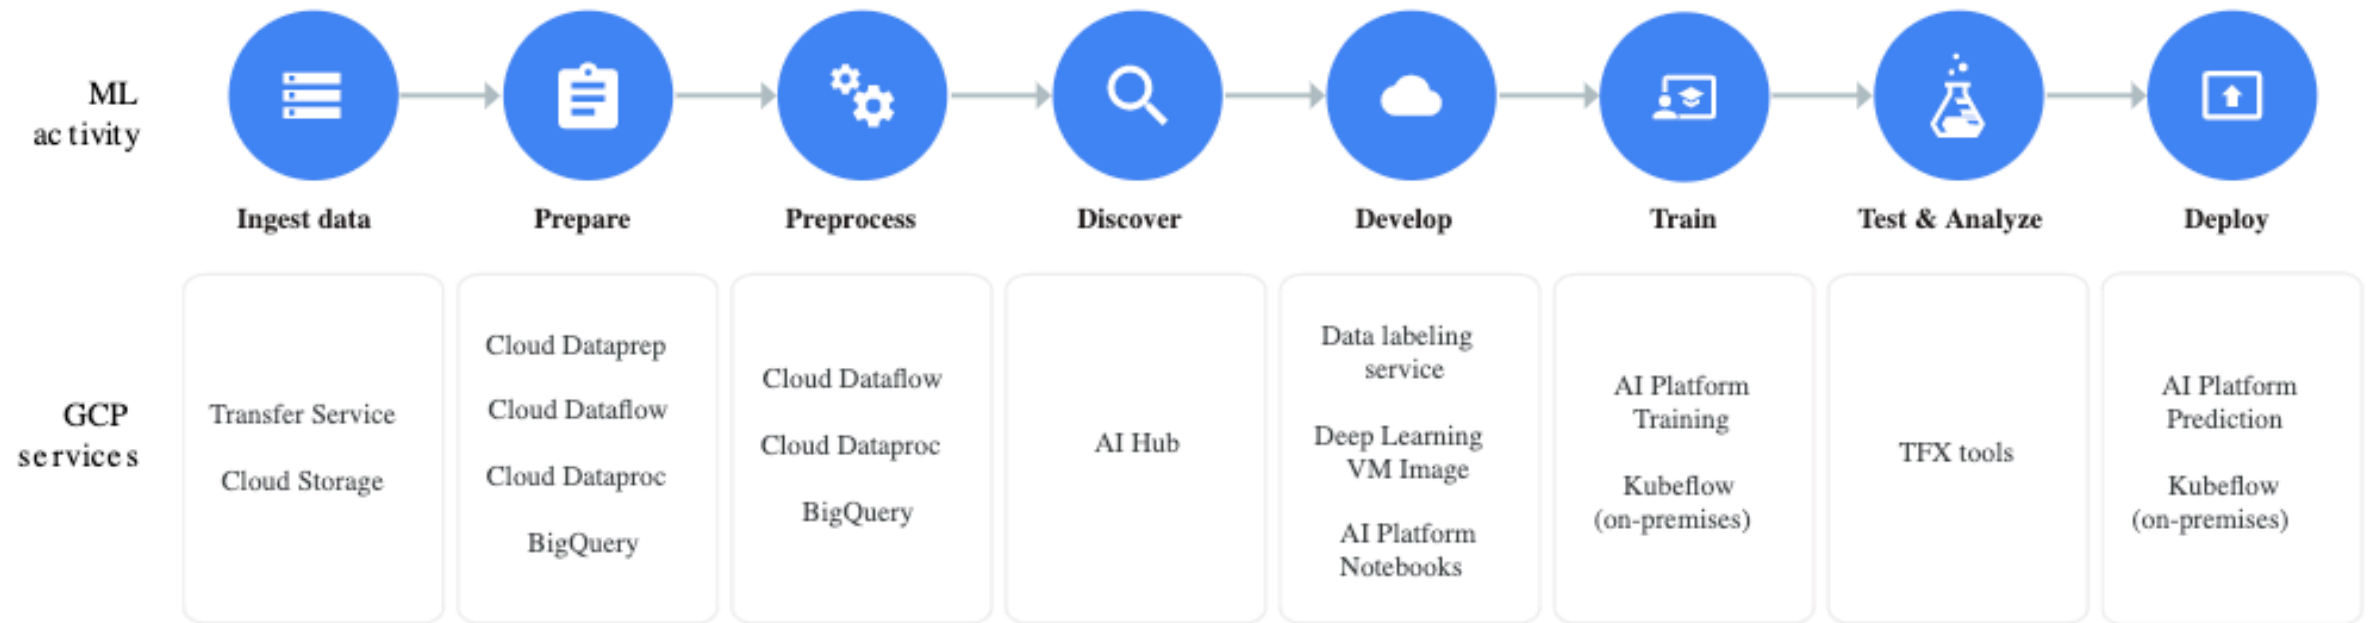 ML
activity
Ingest data
Prepare
Preprocess
Discover
Develop
Train
Test & Analyze
Deploy
GCP
services
Transfer Service
Cloud Storage
Cloud Dataprep
Cloud Dataflow
Cloud Dataproc
BigQuery
Cloud Dataflow
Cloud Dataproc
BigQuery
AI Hub
Data labeling
service
Deep Learning
VM Image
AI Platform
Notebooks
AI Platform
Training
Kubeflow
(on-premises)
TFX tools
AI Platform
Prediction
Kubeflow
(on-premises)